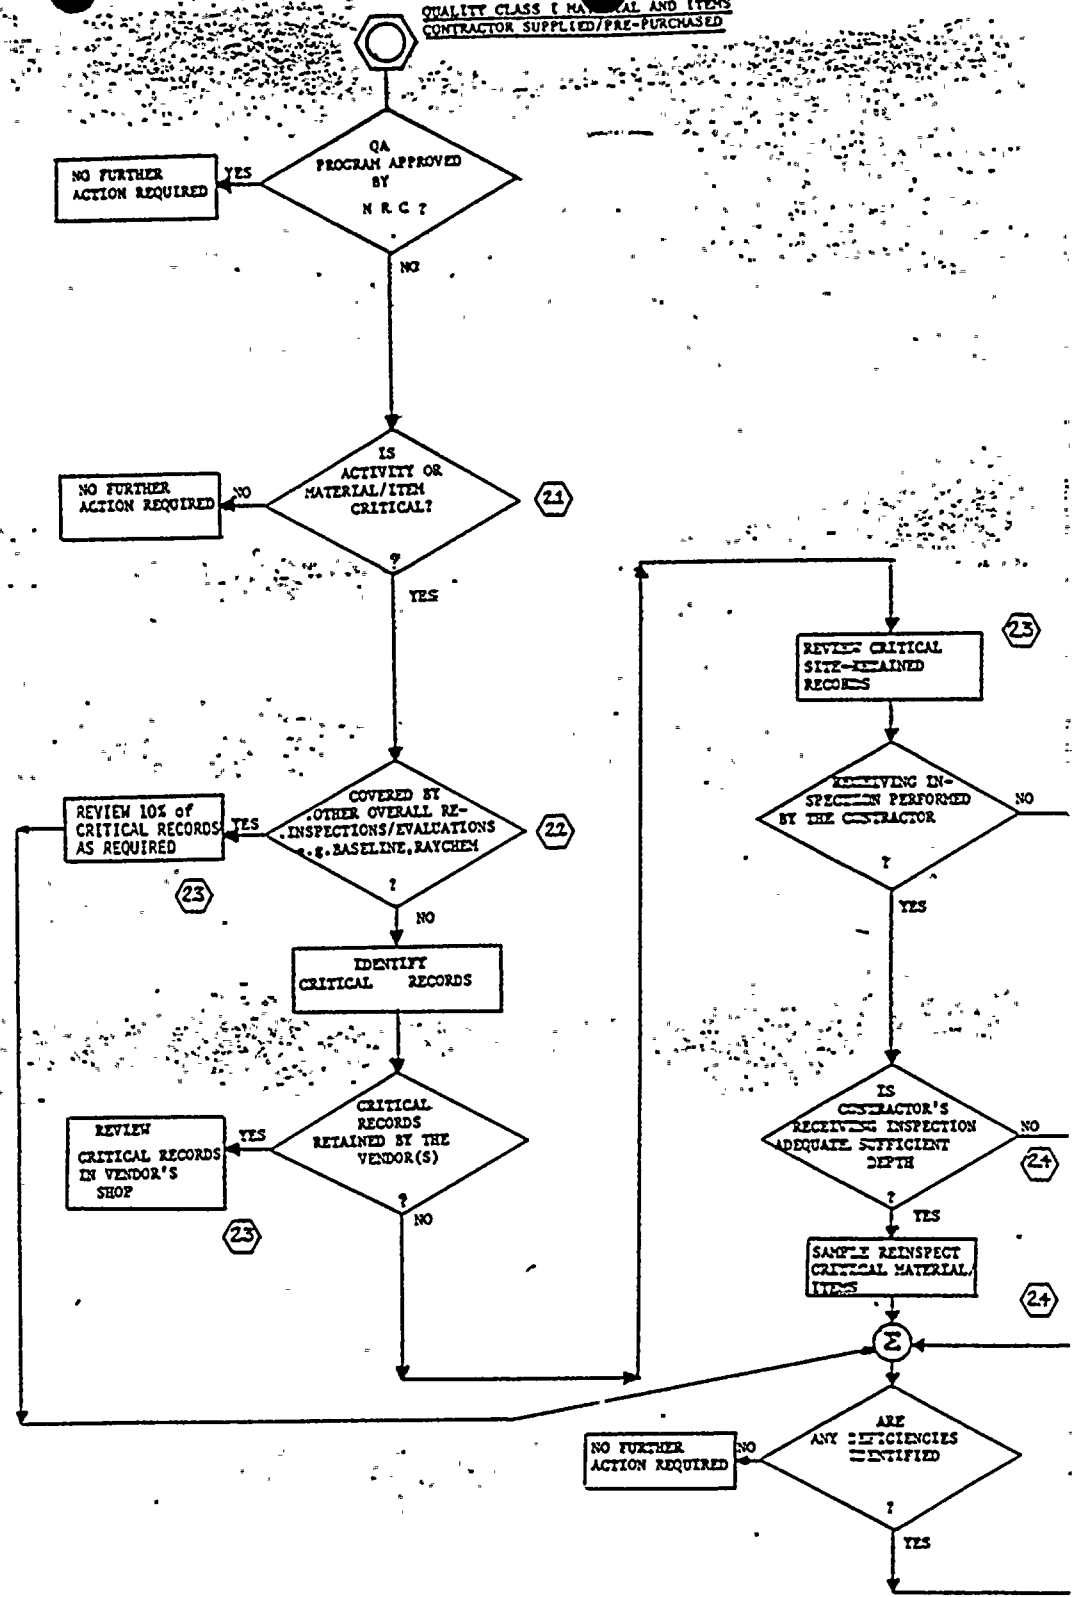 QUALITY CLASS I MATERIAL AND ITEMS
CONTRACTOR SUPPLIED/PRE-PURCHASED
QA
PROGRAM APPROVED
BY
N R C ?
YES
NO FURTHER
ACTION REQUIRED
NO
IS
ACTIVITY OR
MATERIAL/ITEM
CRITICAL?
?
21
NO
NO FURTHER
ACTION REQUIRED
YES
COVERED BY
OTHER OVERALL RE-
INSPECTIONS/EVALUATIONS
e.g. BASELINE, RAYCHEM
?
22
YES
REVIEW 10% of
CRITICAL RECORDS
AS REQUIRED
23
NO
IDENTIFY
CRITICAL RECORDS
CRITICAL
RECORDS
RETAINED BY THE
VENDOR(S)
?
YES
REVIEW
CRITICAL RECORDS
IN VENDOR'S
SHOP
23
NO
23
REVIEW CRITICAL
SITE-RETAINED
RECORDS
RECEIVING IN-
SPECTION PERFORMED
BY THE CONTRACTOR
?
NO
YES
IS
CONTRACTOR'S
RECEIVING INSPECTION
ADEQUATE SUFFICIENT
DEPTH
?
NO
24
YES
SAMPLE REINSPECT
CRITICAL MATERIAL/
ITEMS
24
Σ
ARE
ANY DEFICIENCIES
IDENTIFIED
?
NO
NO FURTHER
ACTION REQUIRED
YES